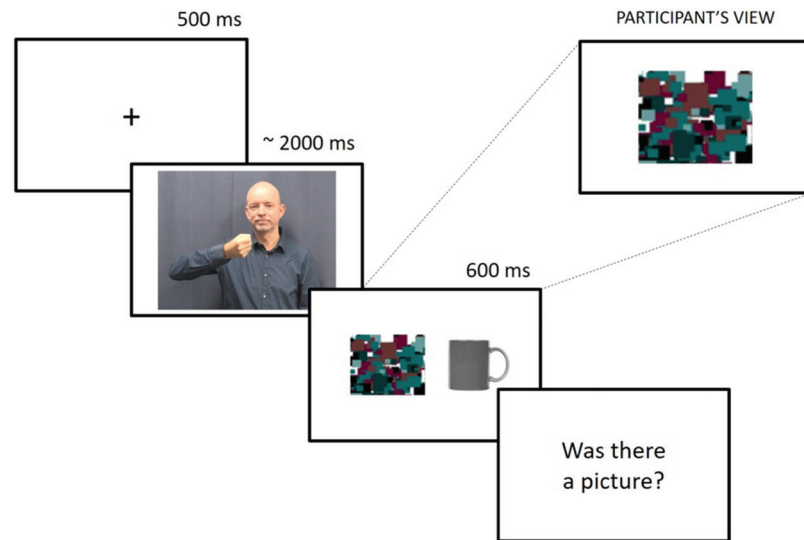 500 ms
PARTICIPANT'S VIEW
+
~ 2000 ms
600 ms
Was there
a picture?